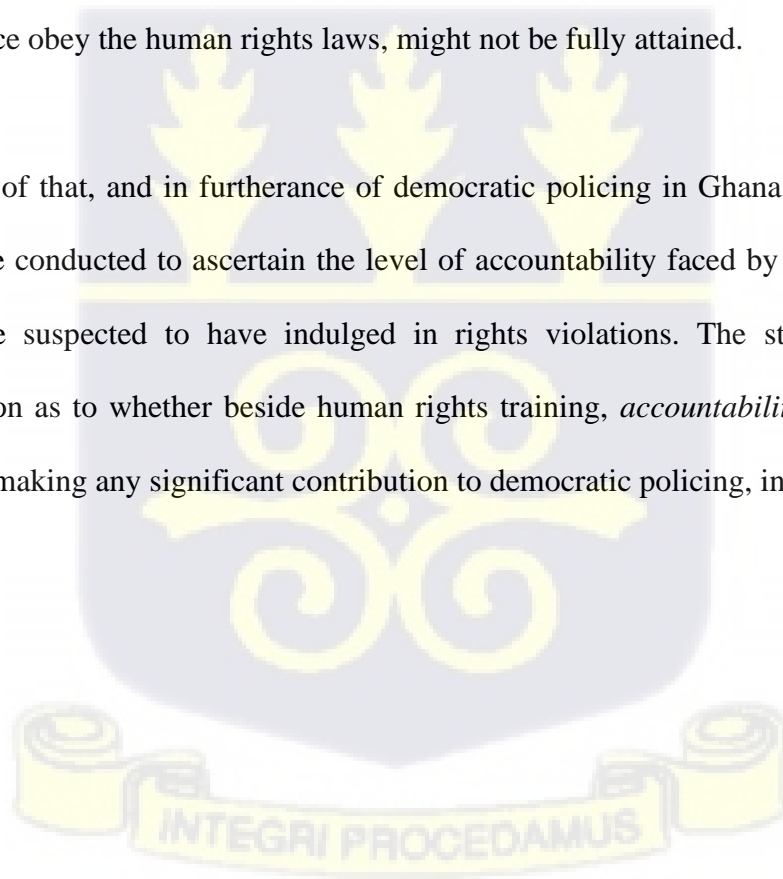 ce obey the human rights laws, might not be fully attained.
of that, and in furtherance of democratic policing in Ghana
conducted to ascertain the level of accountability faced by
suspected to have indulged in rights violations. The st
on as to whether beside human rights training, accountabili
making any significant contribution to democratic policing, in
INTEGRI PROCEDAMUS